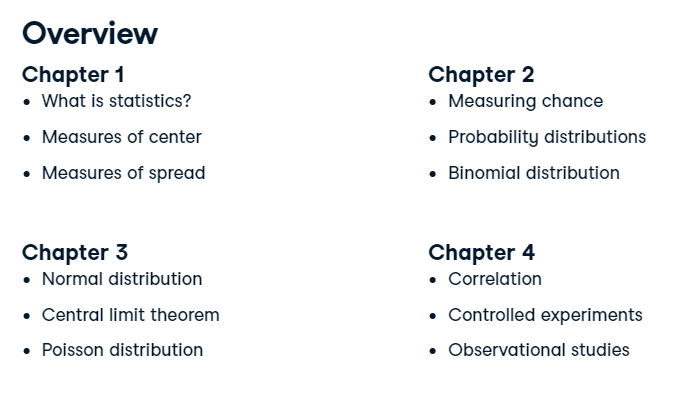 Overview
Chapter 1
• What is statistics?
• Measures of center
• Measures of spread
Chapter 2
• Measuring chance
• Probability distributions
• Binomial distribution
Chapter 3
• Normal distribution
• Central limit theorem
• Poisson distribution
Chapter 4
• Correlation
• Controlled experiments
• Observational studies